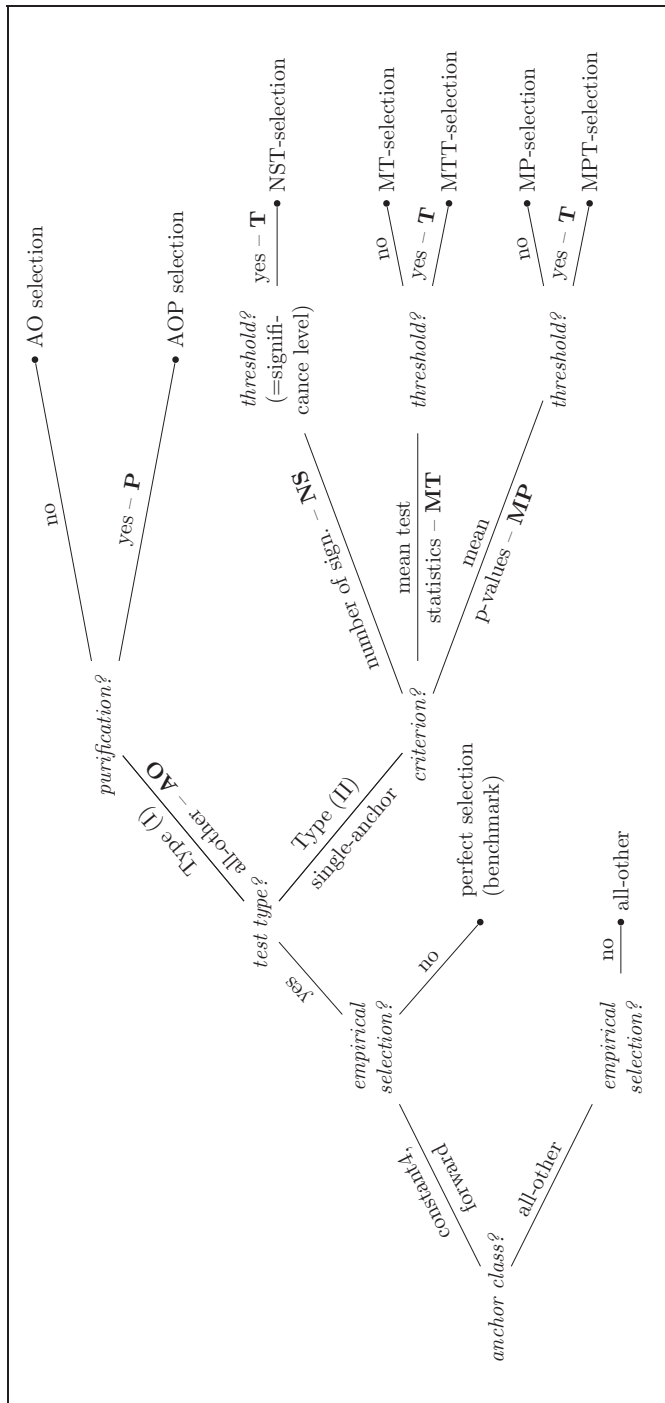 anchor class?
constant4,
forward
all-other
empirical
selection?
yes
no
perfect selection
(benchmark)
empirical
selection?
no
all-other
test type?
Type (I)
all-other – AO
Type (II)
single-anchor
purification?
no
AO selection
yes – P
AOP selection
criterion?
number of sign. – NS
threshold?
(=signifi-
cance level)
yes – T
NST-selection
mean test
statistics – MT
threshold?
no
MT-selection
yes – T
MTT-selection
mean
p-values – MP
threshold?
no
MP-selection
yes – T
MPT-selection